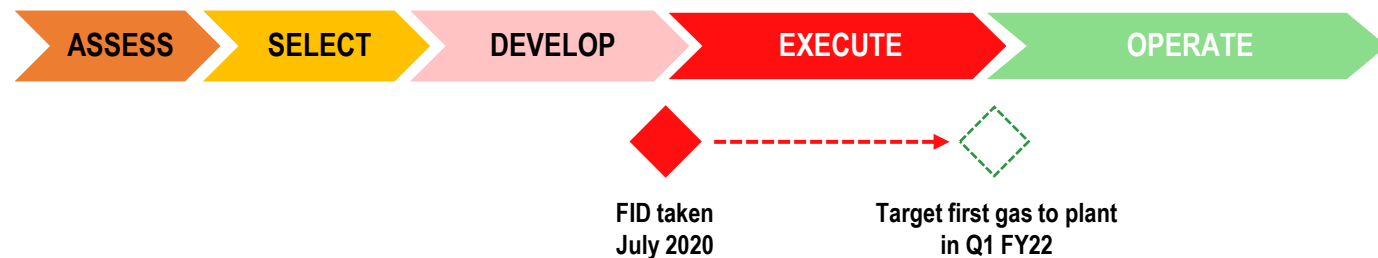 ASSESS
SELECT
DEVELOP
EXECUTE
OPERATE
FID taken
July 2020
Target first gas to plant
in Q1 FY22